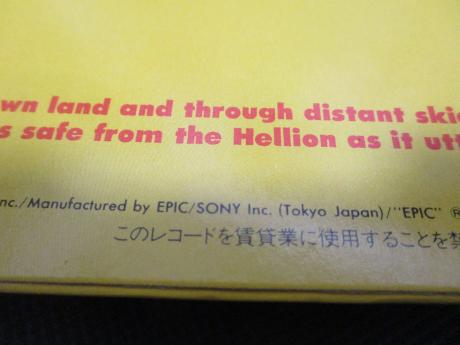 wn land and through distant skie
s safe from the Hellion as it utt
nc./Manufactured by EPIC/SONY Inc. (Tokyo Japan)/"EPIC" ®
このレコードを賃貸業に使用することを禁